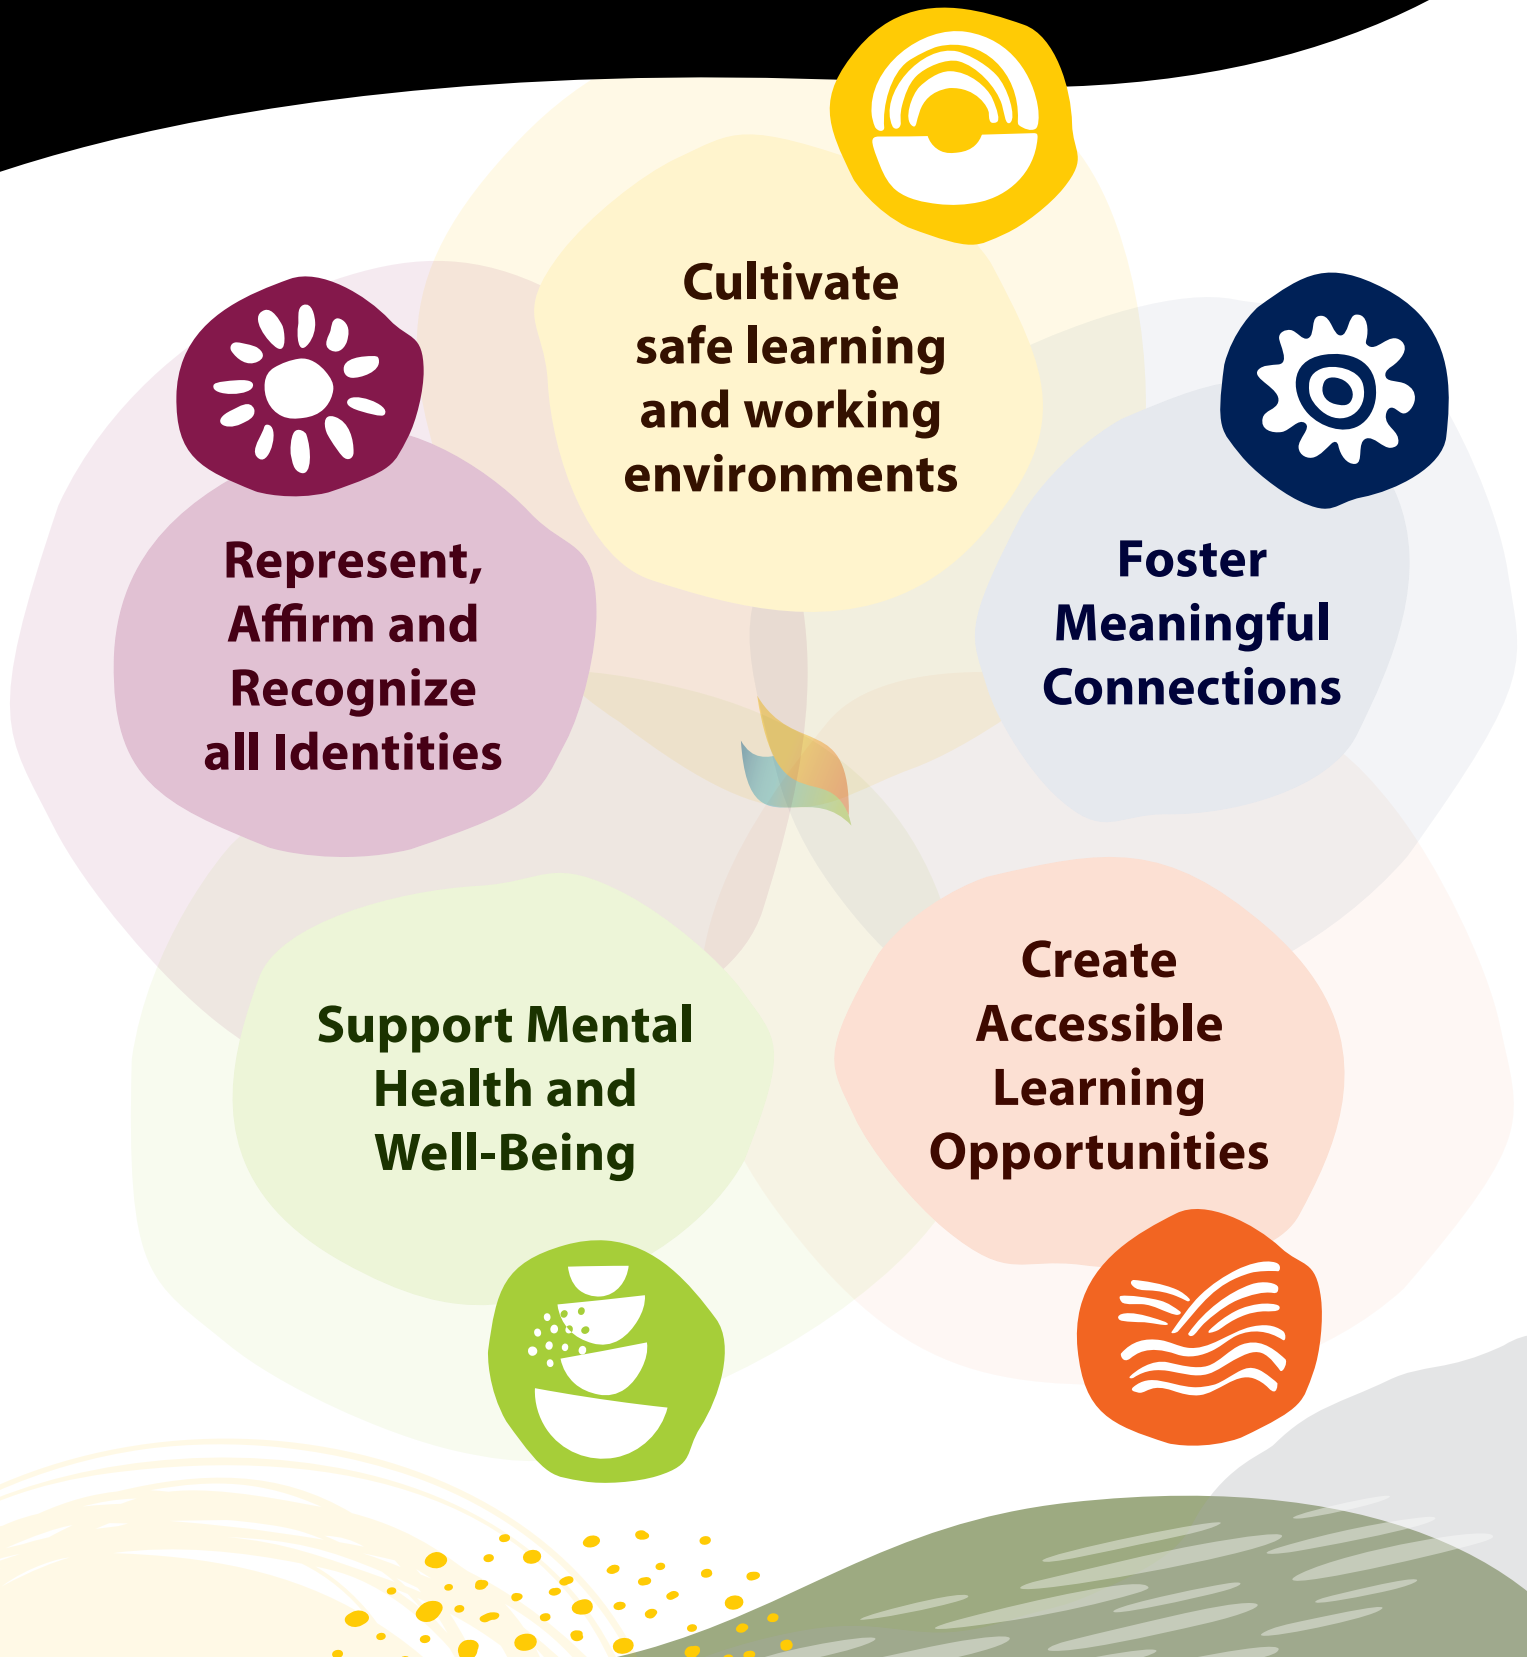 Cultivate
safe learning
and working
environments
Represent,
Affirm and
Recognize
all Identities
Foster
Meaningful
Connections
Support Mental
Health and
Well-Being
Create
Accessible
Learning
Opportunities